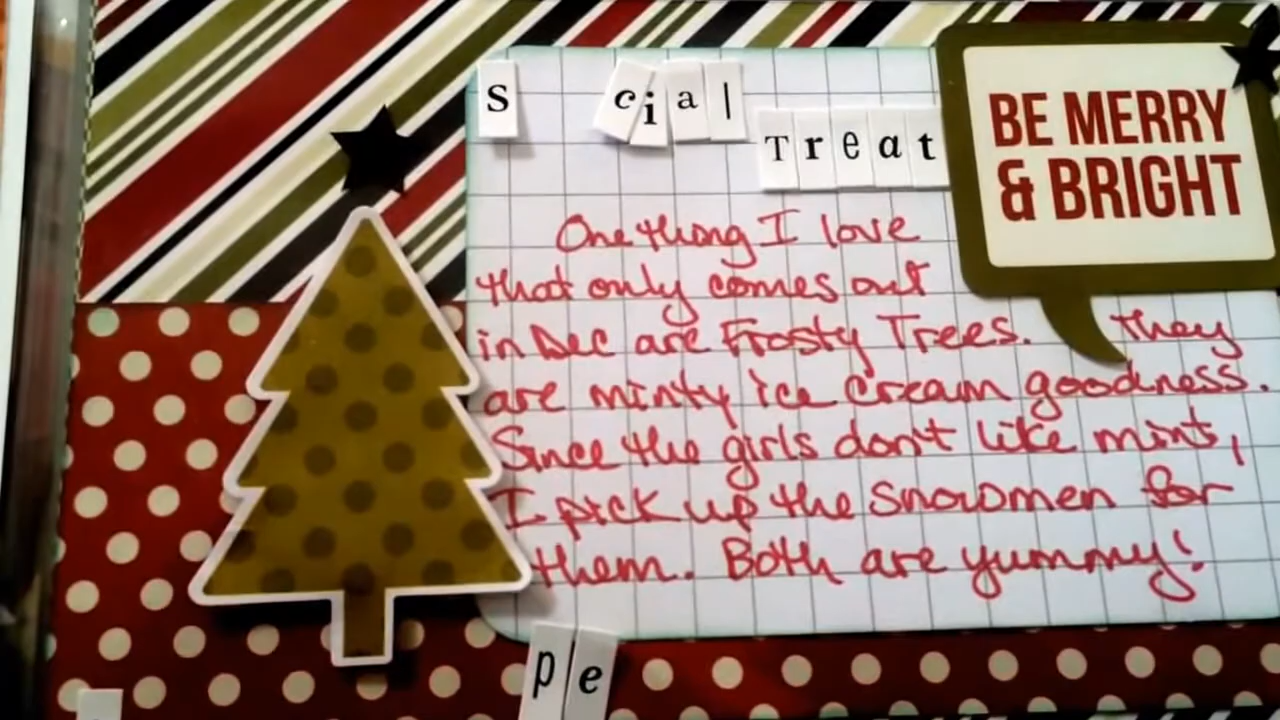 S cial
Treat
BE MERRY
& BRIGHT
One thing I love
that only comes out
in Dec are Frosty Trees. They
are minty ice cream goodness.
Since the girls don't like mint,
I pick up the snowmen for
them. Both are yummy!
pe